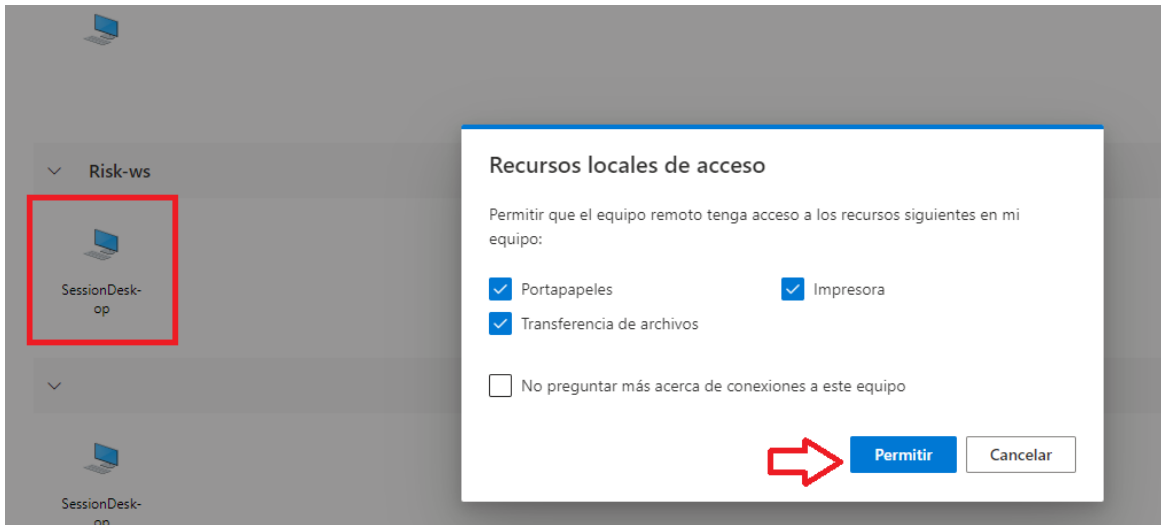 Risk-ws
SessionDesk-
op
SessionDesk-
op
Recursos locales de acceso
Permitir que el equipo remoto tenga acceso a los recursos siguientes en mi
equipo:
Portapapeles
Impresora
Transferencia de archivos
No preguntar más acerca de conexiones a este equipo
Permitir
Cancelar